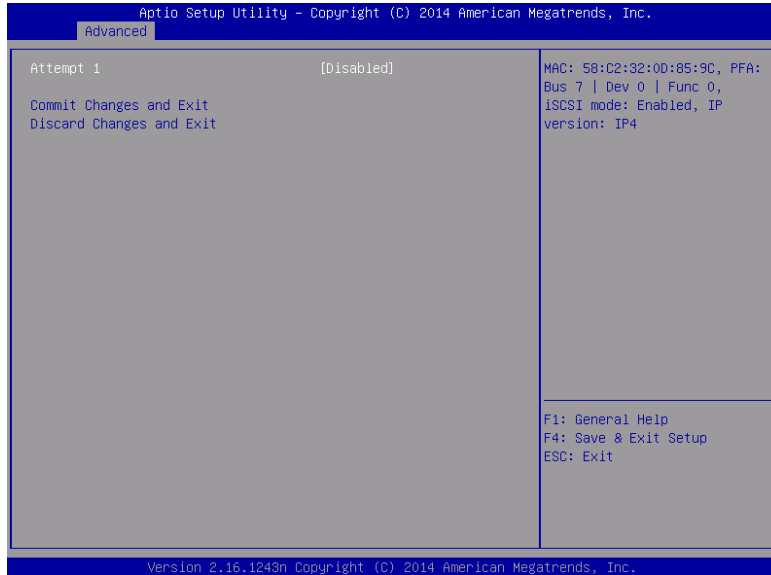 Aptio Setup Utility – Copyright (C) 2014 American Megatrends, Inc.
Advanced
Attempt 1 [Disabled]
Commit Changes and Exit
Discard Changes and Exit
MAC: 58:C2:32:0D:85:9C, PFA:
Bus 7 | Dev 0 | Func 0,
iSCSI mode: Enabled, IP
version: IP4
F1: General Help
F4: Save & Exit Setup
ESC: Exit
Version 2.16.1243n Copyright (C) 2014 American Megatrends, Inc.